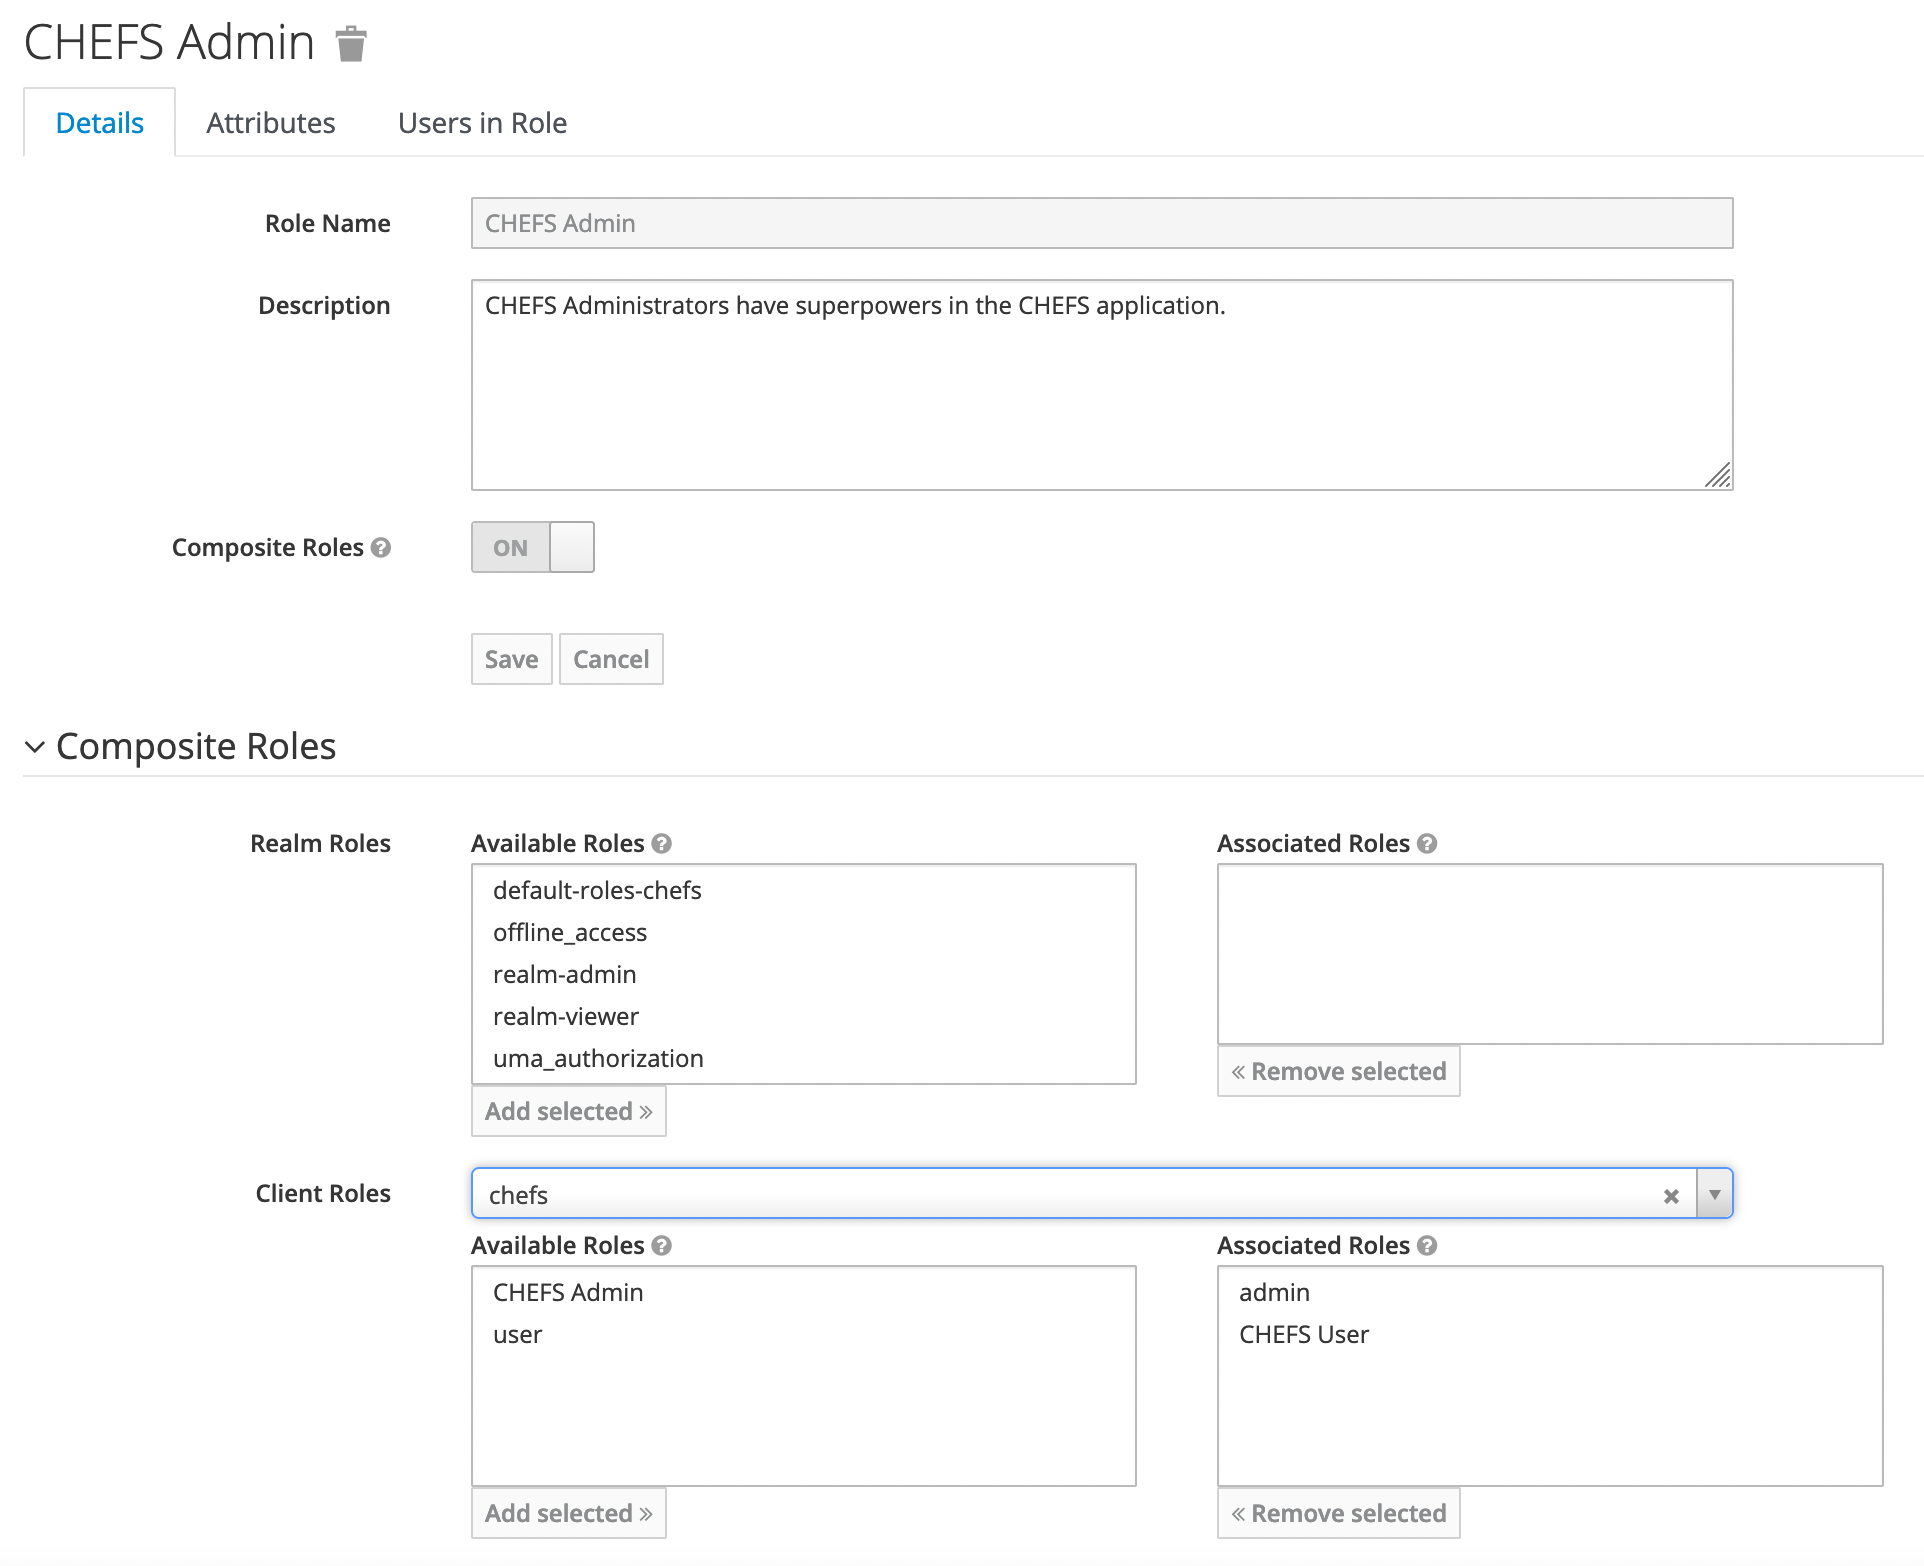 CHEFS Admin
Details Attributes Users in Role
Role Name CHEFS Admin
Description CHEFS Administrators have superpowers in the CHEFS application.
Composite Roles ? ON
Save Cancel
Composite Roles
Realm Roles Available Roles ? Associated Roles ?
default-roles-chefs
offline_access
realm-admin
realm-viewer
uma_authorization
« Remove selected
Add selected »
Client Roles chefs
Available Roles ? Associated Roles ?
CHEFS Admin admin
user CHEFS User
Add selected » « Remove selected